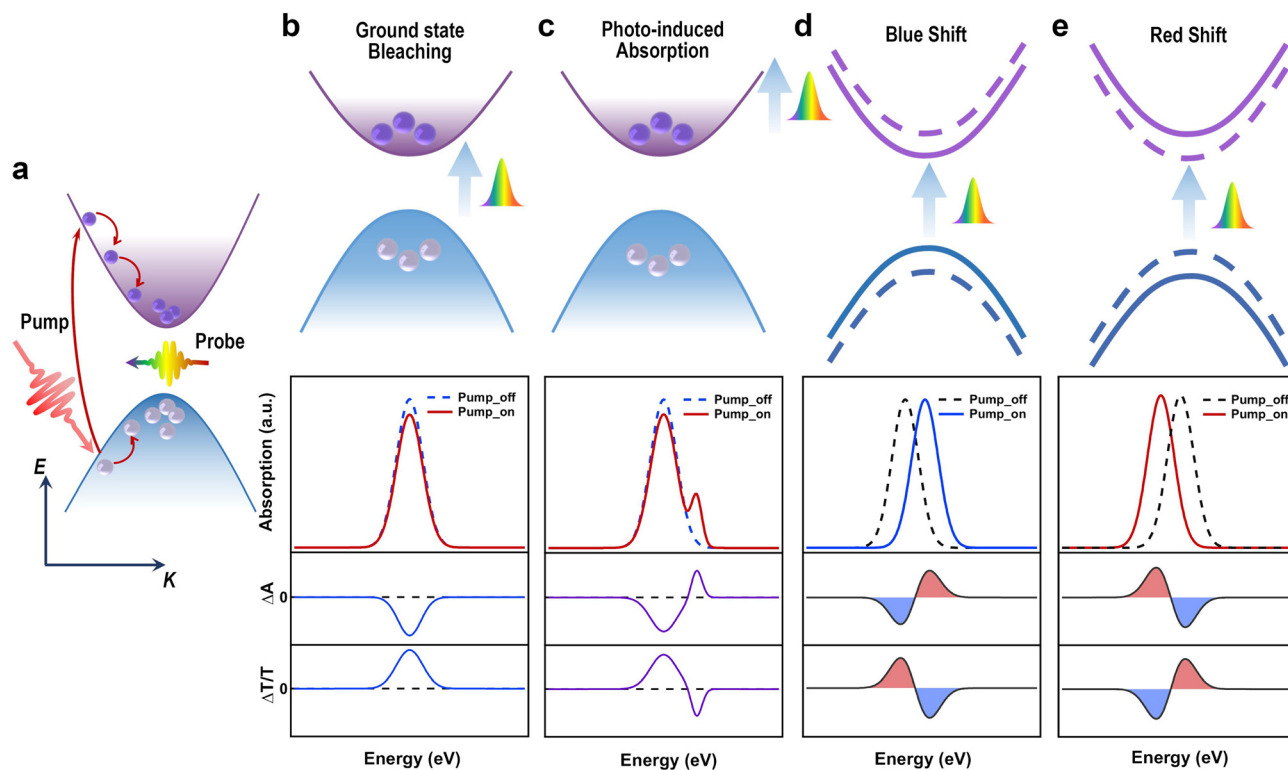 a
Pump
Probe
E
K
b
Ground state
Bleaching
c
Photo-induced
Absorption
d
Blue Shift
e
Red Shift
Absorption (a.u.)
Pump_off
Pump_on
Pump_off
Pump_on
Pump_off
Pump_on
Pump_off
Pump_on
ΔA
0
ΔT/T
0
Energy (eV)
Energy (eV)
Energy (eV)
Energy (eV)